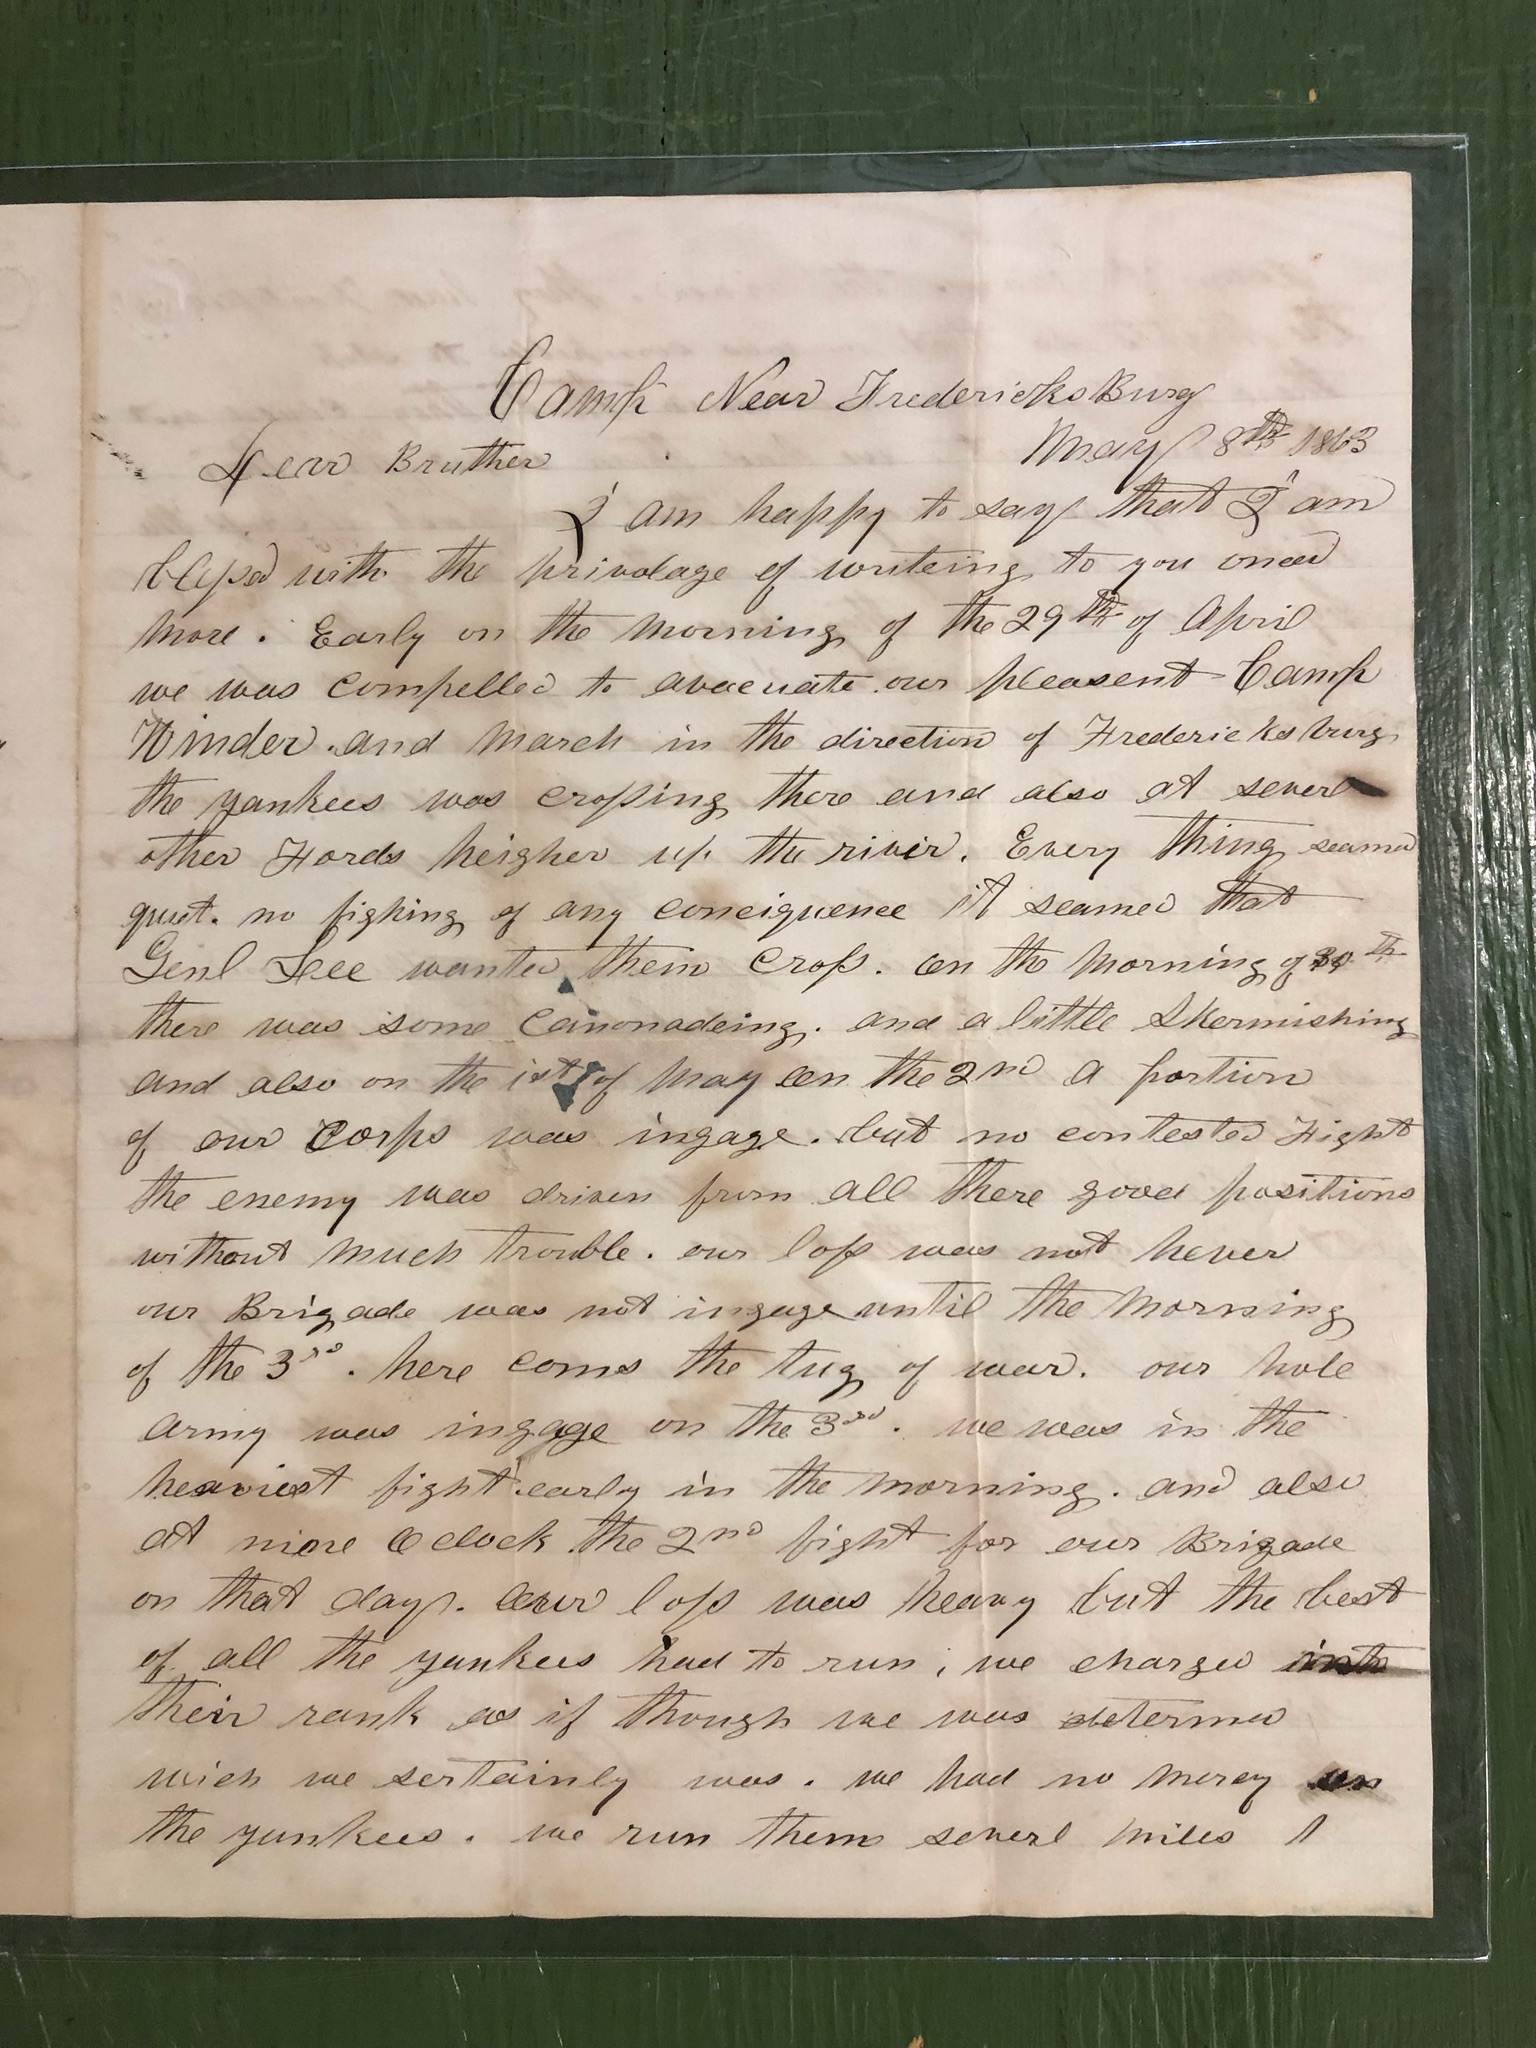 Camp Near FredericksBurg
May 8th 1863
Dear Bruther
I am happy to say that I am
blessed with the privolage of writeing to you once
more. Early on the morning of the 29th of April
we was compelled to avacuate our pleasent Camp
Winder. and march in the direction of Fredericksburg
the yankees was crossing there and also at severl
other Fords heigher up the river. Every thing seamed
quiet. no fighing of any conciquence it seamed that
Genl Lee wanted them cross. on the morning of 30th
there was some canonadeing. and a little Skermishing
and also on the 1st of May on the 2nd a portion
of our Corps was ingage. but no contested Fight
the enemy was driven from all there good positions
without much trouble. our loss was not hever
our Brigade was not ingage until the morning
of the 3rd. here coms the tug of war. our hole
army was ingage on the 3rd. we was in the
heaviest fight early in the morning. and also
at nine Oclock the 2nd fight for our Brigade
on that day. Our loss was heavy but the best
of all the yankees had to run, we charged into
their rank as if though we was determed
wich we sertainly was. we had no mercy on
the yankees. we run them severl miles I